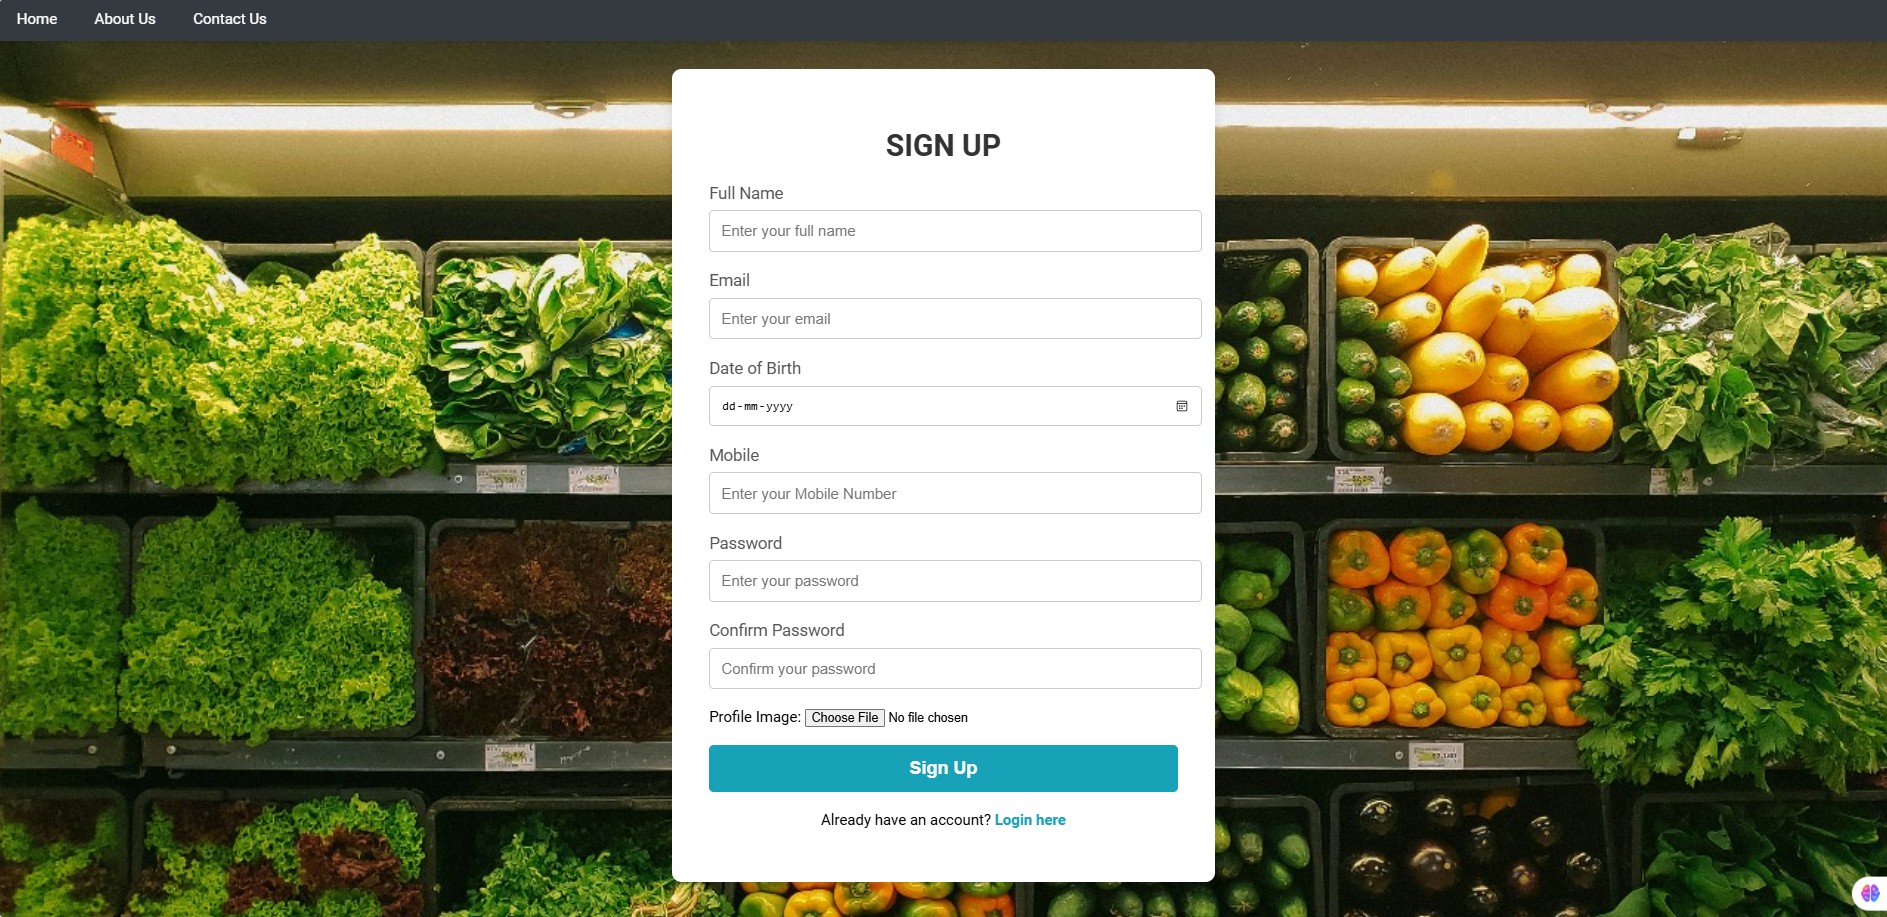 Home About Us Contact Us
SIGN UP
Full Name
Enter your full name
Email
Enter your email
Date of Birth
dd-mm-yyyy
Mobile
Enter your Mobile Number
Password
Enter your password
Confirm Password
Confirm your password
Profile Image: Choose File No file chosen
Sign Up
Already have an account? Login here